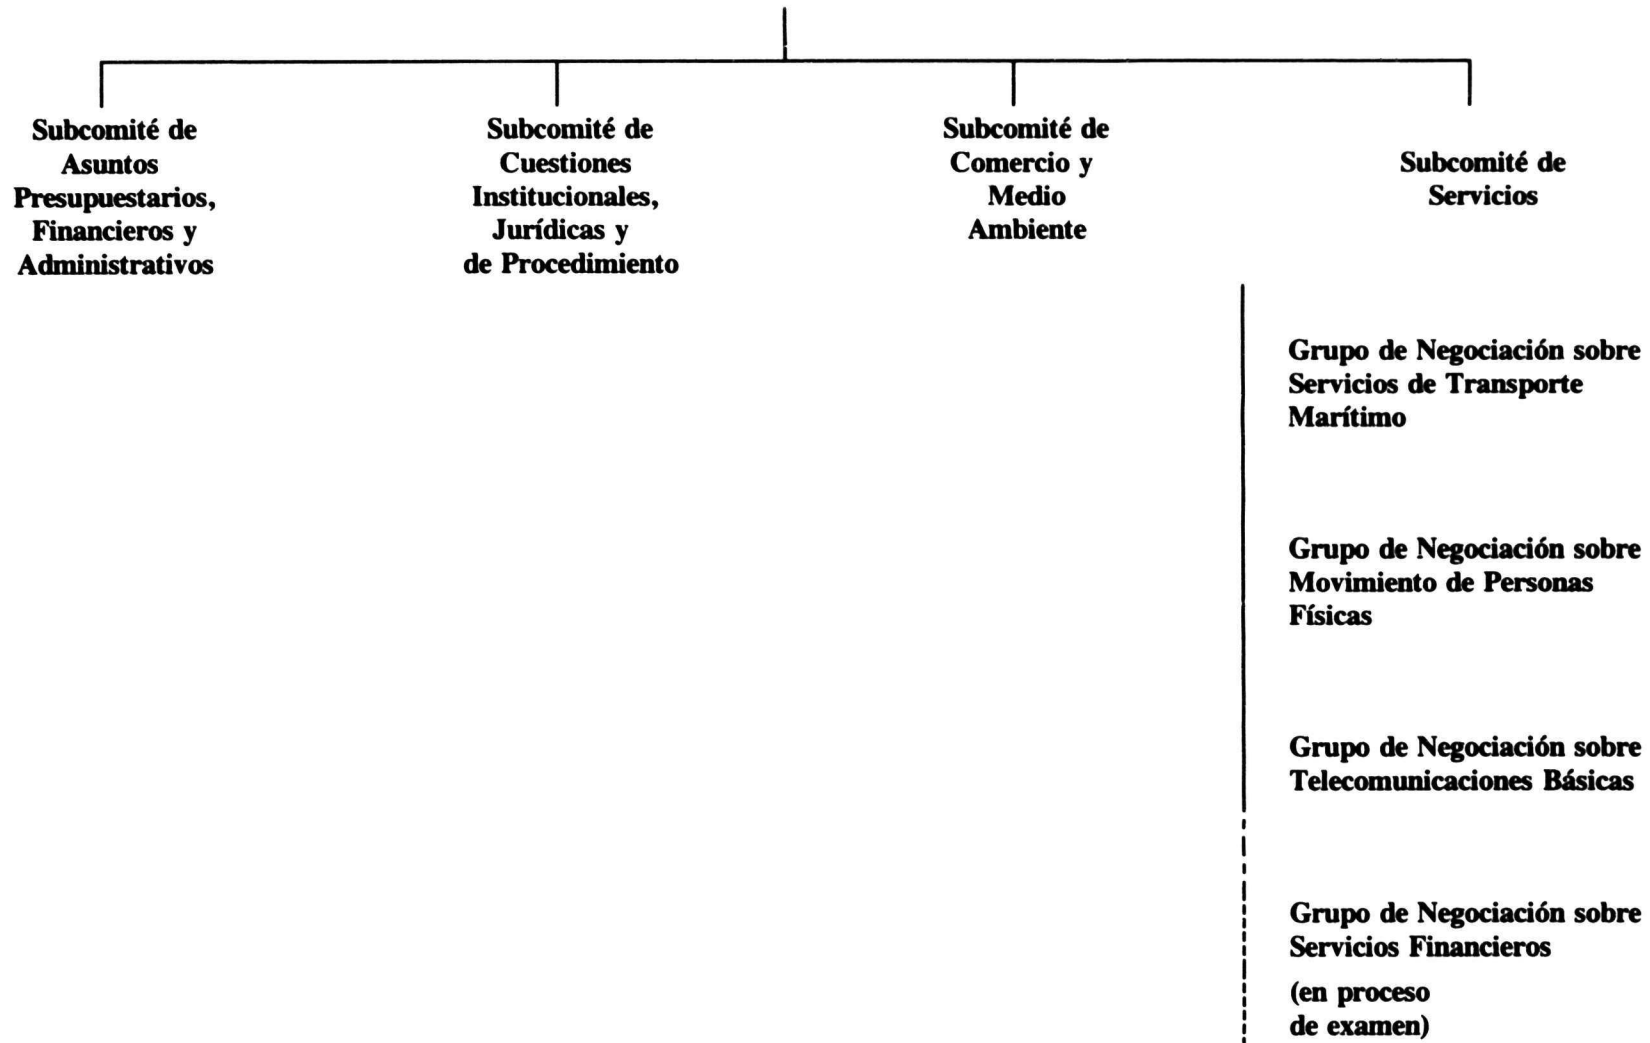 Subcomité de
Asuntos
Presupuestarios,
Financieros y
Administrativos
Subcomité de
Cuestiones
Institucionales,
Jurídicas y
de Procedimiento
Subcomité de
Comercio y
Medio
Ambiente
Subcomité de
Servicios
Grupo de Negociación sobre
Servicios de Transporte
Marítimo
Grupo de Negociación sobre
Movimiento de Personas
Físicas
Grupo de Negociación sobre
Telecomunicaciones Básicas
Grupo de Negociación sobre
Servicios Financieros
(en proceso
de examen)